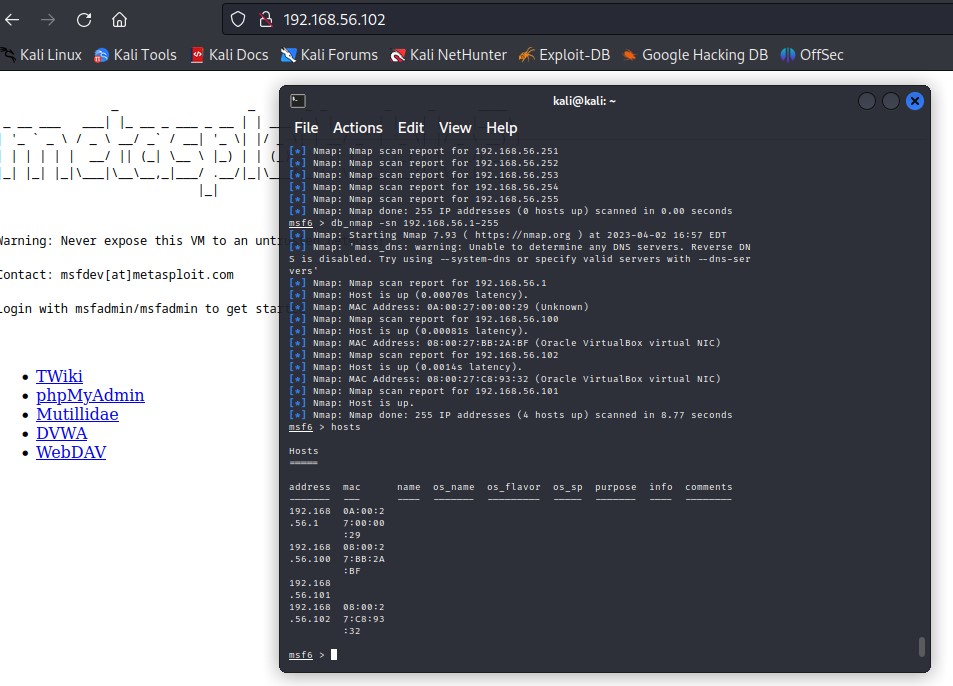 192.168.56.102
Kali Linux Kali Tools Kali Docs Kali Forums Kali NetHunter Exploit-DB Google Hacking DB OffSec
Warning: Never expose this VM to an
Contact: msfdev[at]metasploit.com
Login with msfadmin/msfadmin to get
TWiki
phpMyAdmin
Mutillidae
DVWA
WebDAV
kali@kali: ~
File Actions Edit View Help
[*] Nmap: Nmap scan report for 192.168.56.251
[*] Nmap: Nmap scan report for 192.168.56.252
[*] Nmap: Nmap scan report for 192.168.56.253
[*] Nmap: Nmap scan report for 192.168.56.254
[*] Nmap: Nmap scan report for 192.168.56.255
[*] Nmap: Nmap done: 255 IP addresses (0 hosts up) scanned in 0.00 seconds
msf6 > db_nmap -sn 192.168.56.1-255
[*] Nmap: Starting Nmap 7.93 ( https://nmap.org ) at 2023-04-02 16:57 EDT
[*] Nmap: 'mass_dns: warning: Unable to determine any DNS servers. Reverse DN
S is disabled. Try using --system-dns or specify valid servers with --dns-ser
vers'
[*] Nmap: Nmap scan report for 192.168.56.1
[*] Nmap: Host is up (0.00070s latency).
[*] Nmap: MAC Address: 0A:00:27:00:00:29 (Unknown)
[*] Nmap: Nmap scan report for 192.168.56.100
[*] Nmap: Host is up (0.00081s latency).
[*] Nmap: MAC Address: 08:00:27:BB:2A:BF (Oracle VirtualBox virtual NIC)
[*] Nmap: Nmap scan report for 192.168.56.102
[*] Nmap: Host is up (0.0014s latency).
[*] Nmap: MAC Address: 08:00:27:C8:93:32 (Oracle VirtualBox virtual NIC)
[*] Nmap: Nmap scan report for 192.168.56.101
[*] Nmap: Host is up.
[*] Nmap: Nmap done: 255 IP addresses (4 hosts up) scanned in 8.77 seconds
msf6 > hosts
Hosts
=====
address mac name os_name os_flavor os_sp purpose info comments
192.168 0A:00:2
.56.1 7:00:00
:29
192.168 08:00:2
.56.100 7:BB:2A
:BF
192.168
.56.101
192.168 08:00:2
.56.102 7:C8:93
:32
msf6 >